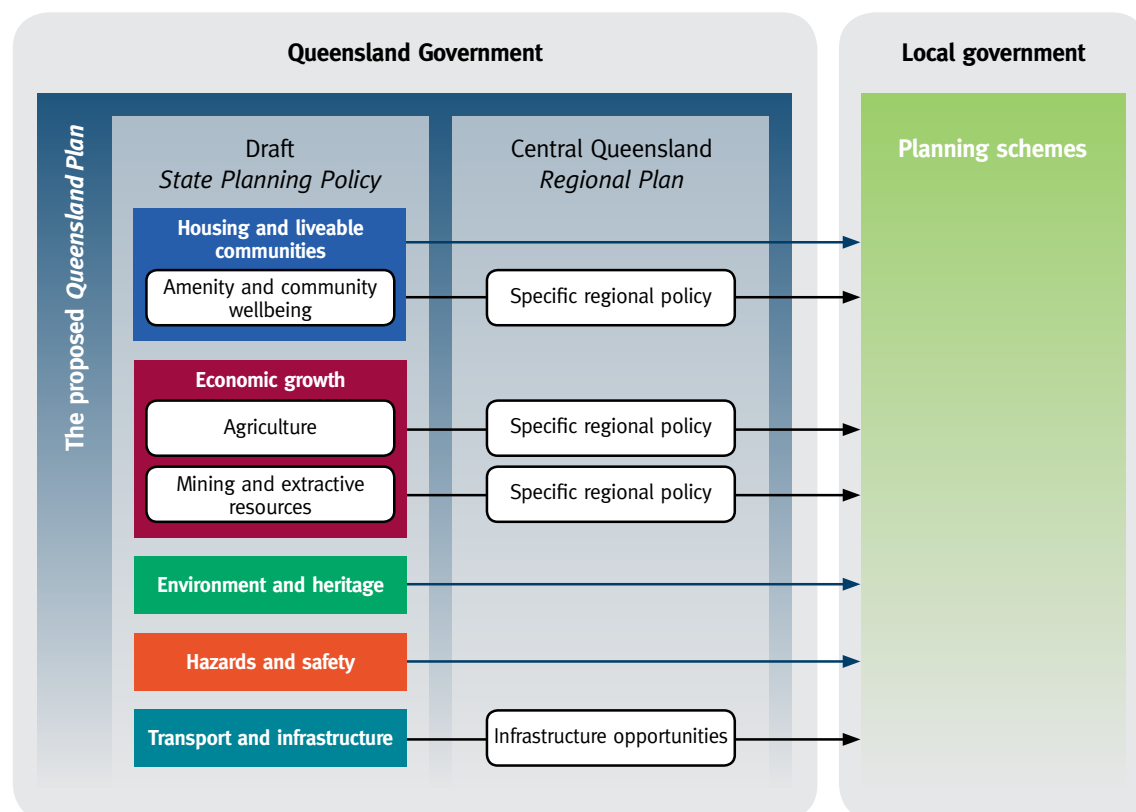 Queensland Government
Local government
The proposed Queensland Plan
Draft
State Planning Policy
Central Queensland
Regional Plan
Planning schemes
Housing and liveable
communities
Amenity and community
wellbeing
Specific regional policy
Economic growth
Agriculture
Specific regional policy
Mining and extractive
resources
Specific regional policy
Environment and heritage
Hazards and safety
Transport and infrastructure
Infrastructure opportunities